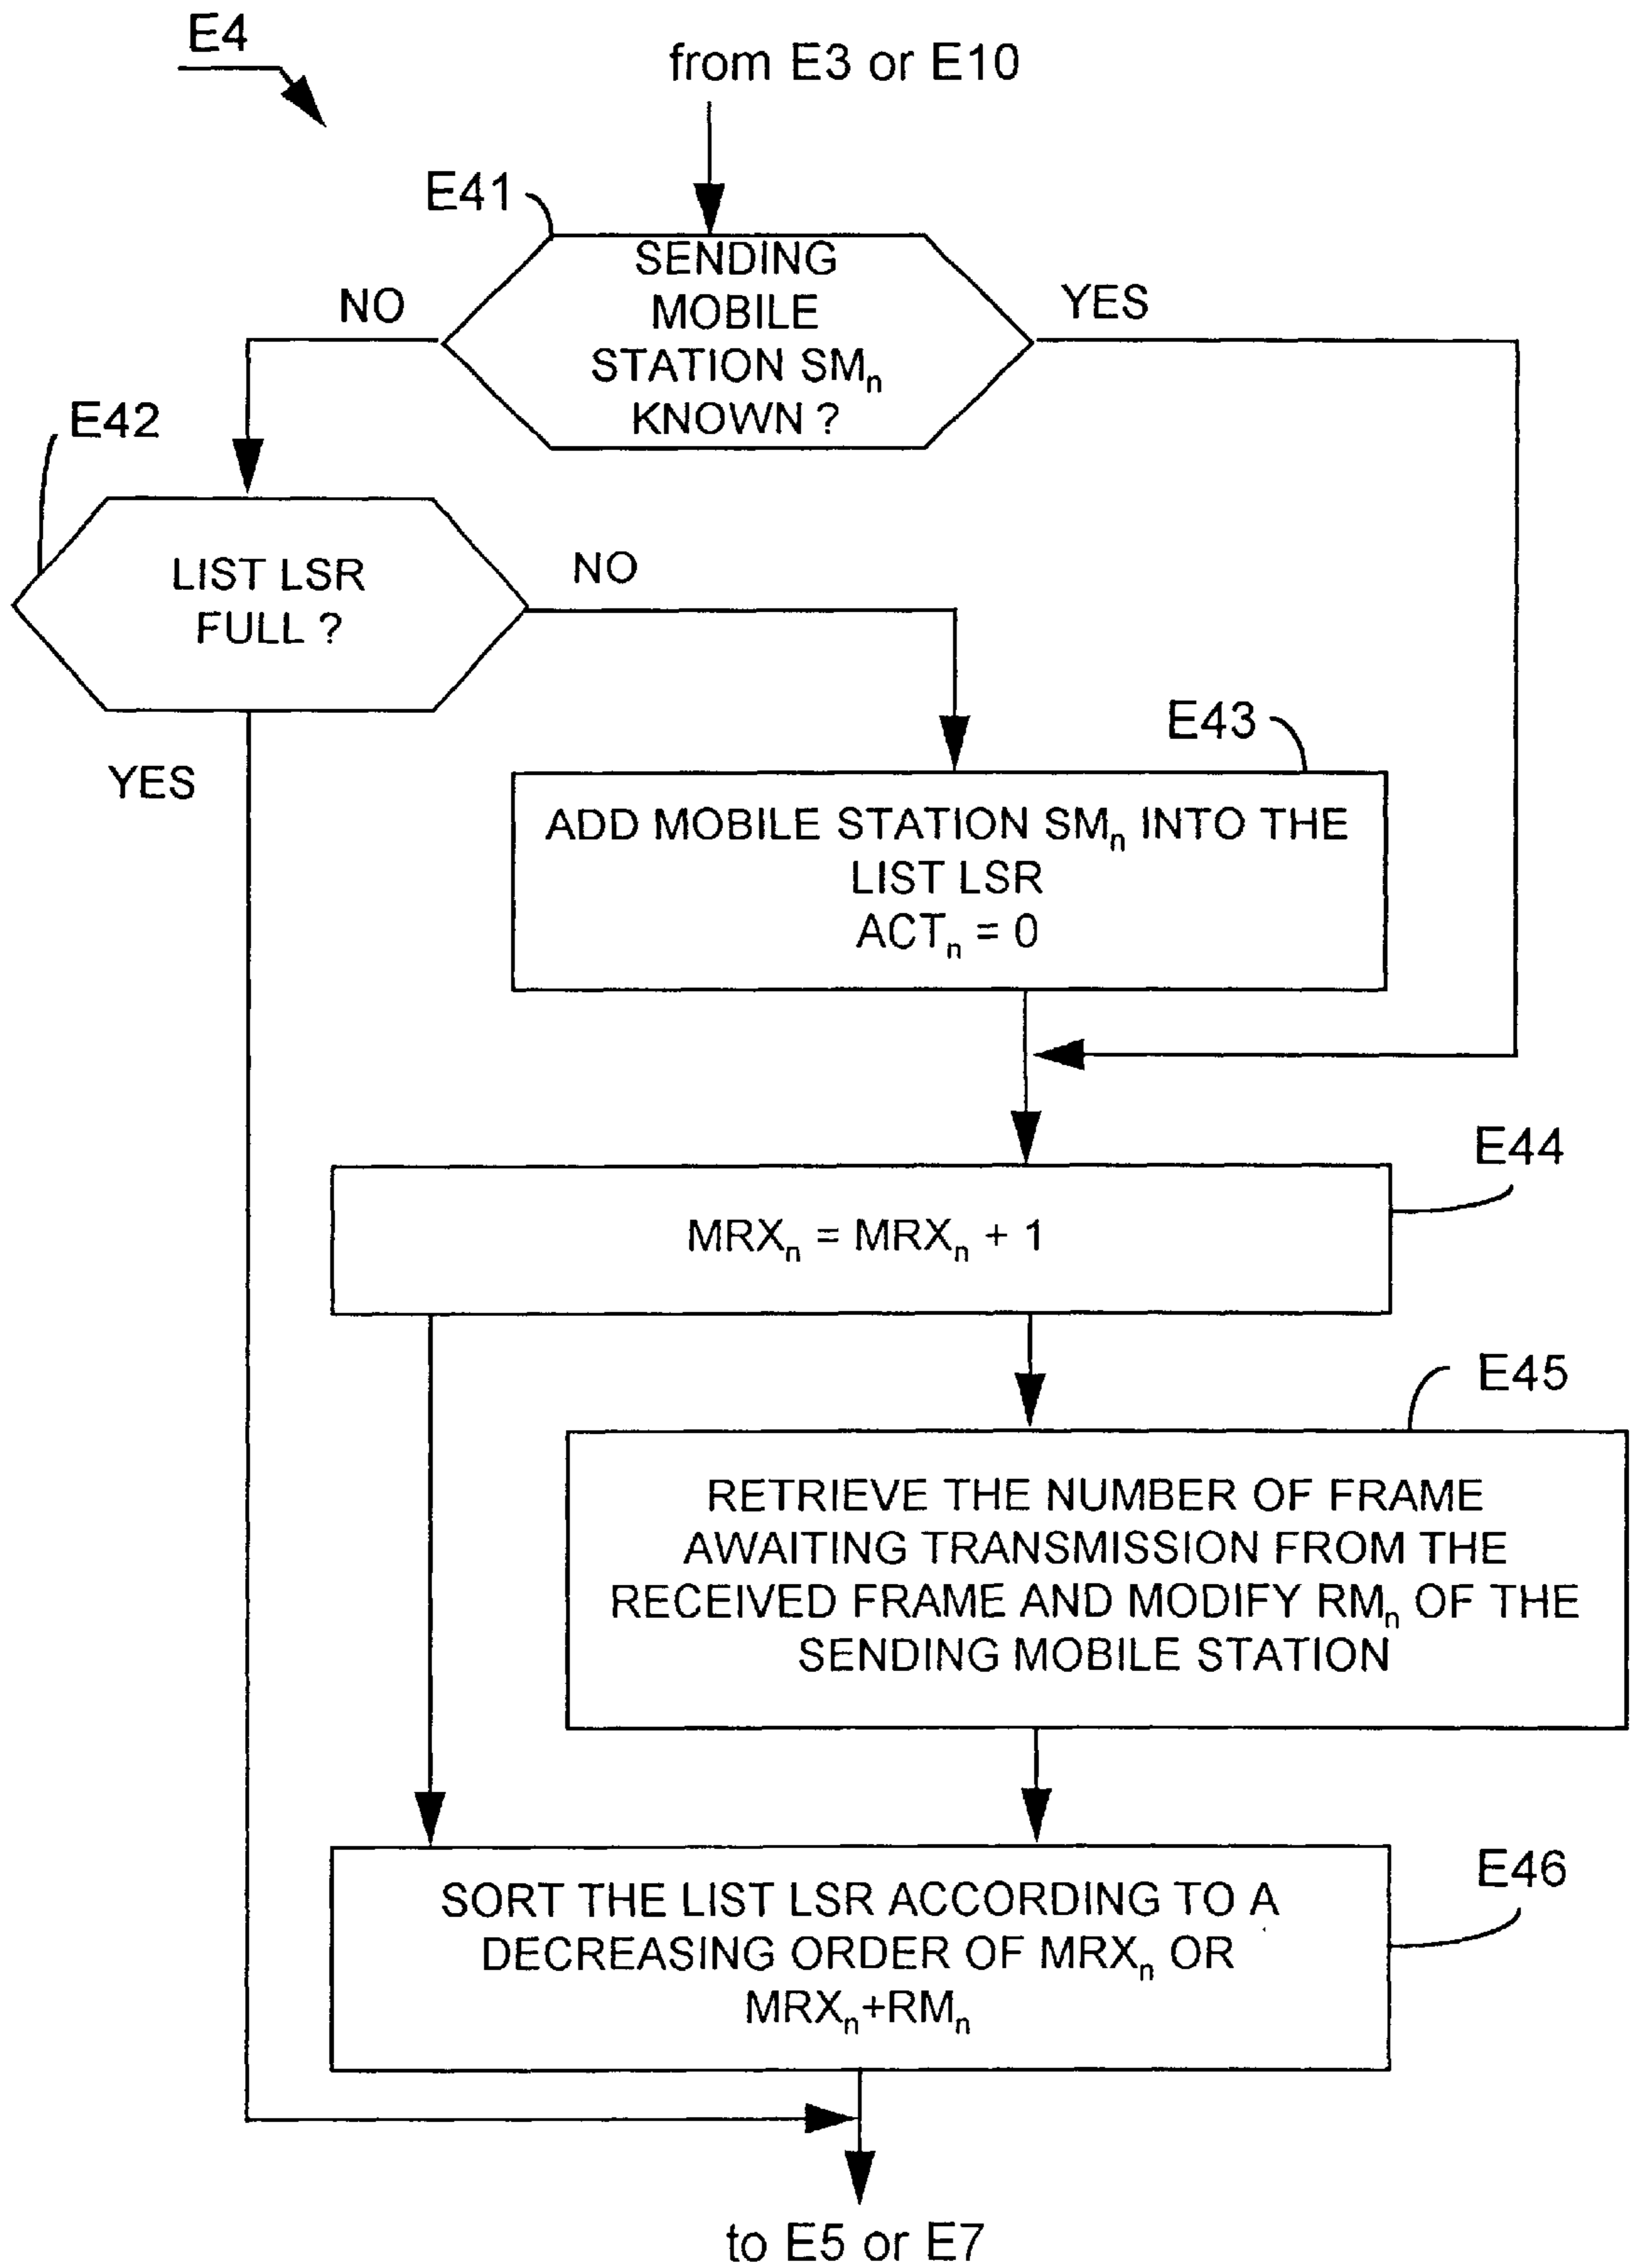 E4
from E3 or E10
E41
SENDING
MOBILE
STATION SMn
KNOWN ?
NO
YES
E42
LIST LSR
FULL ?
NO
YES
E43
ADD MOBILE STATION SMn INTO THE
LIST LSR
ACTn = 0
E44
MRXn = MRXn + 1
E45
RETRIEVE THE NUMBER OF FRAME
AWAITING TRANSMISSION FROM THE
RECEIVED FRAME AND MODIFY RMn OF THE
SENDING MOBILE STATION
E46
SORT THE LIST LSR ACCORDING TO A
DECREASING ORDER OF MRXn OR
MRXn+RMn
to E5 or E7